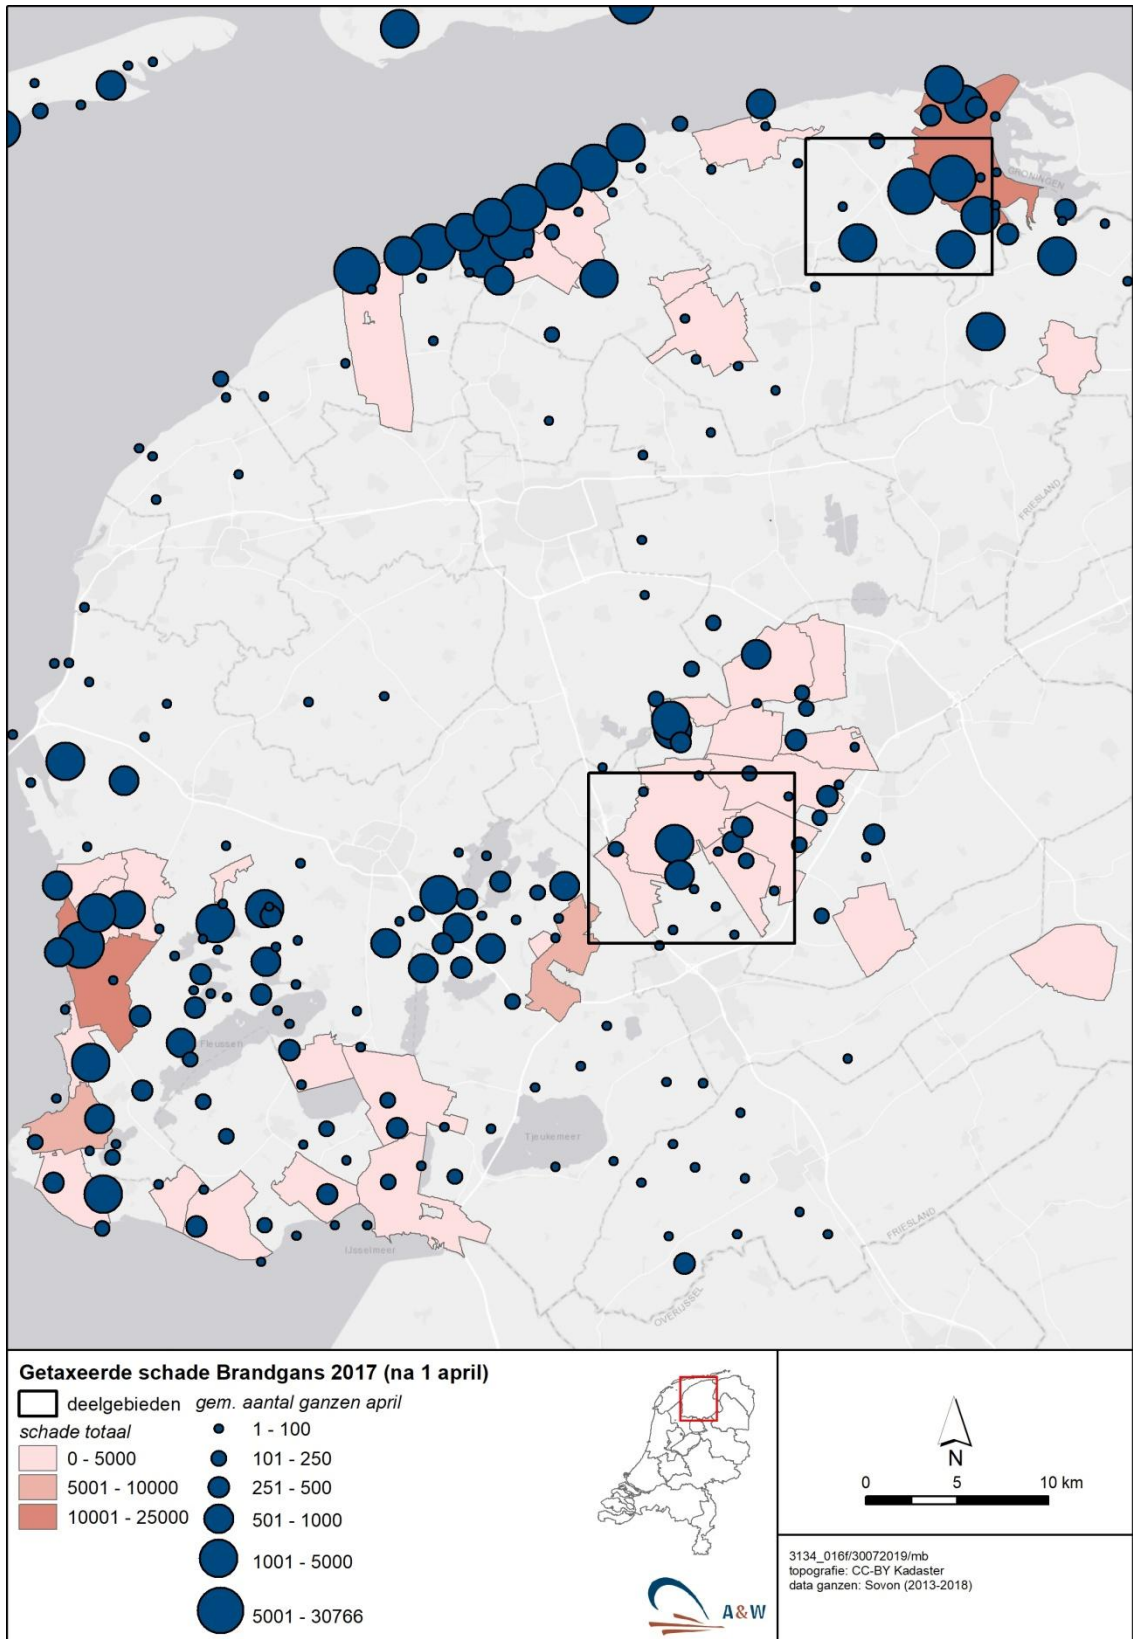 GRONINGEN
FRIESLAND
Fleussen
Tjeukemeer
FRIESLAND
IJsselmeer
OVERIJSSEL
Getaxeerde schade Brandgans 2017 (na 1 april)
deelgebieden
schade totaal
0 - 5000
5001 - 10000
10001 - 25000
gem. aantal ganzen april
1 - 100
101 - 250
251 - 500
501 - 1000
1001 - 5000
5001 - 30766
A&W
N
0 5 10 km
3134_016f/30072019/mb
topografie: CC-BY Kadaster
data ganzen: Sovon (2013-2018)